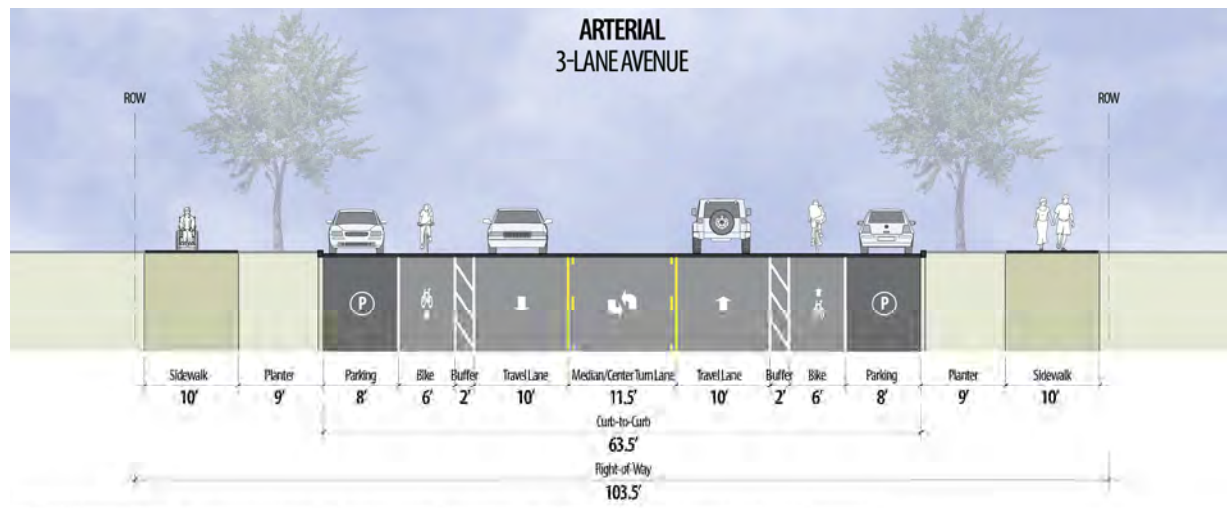 ARTERIAL
3-LANE AVENUE
ROW
ROW
P
P
Sidewalk Planter Parking Bike Buffer Travel Lane Median/Center Turn Lane Travel Lane Buffer Bike Parking Planter Sidewalk
10' 9' 8' 6' 2' 10' 11.5' 10' 2' 6' 8' 9' 10'
Curb-to-Curb
63.5'
Right-of-Way
103.5'